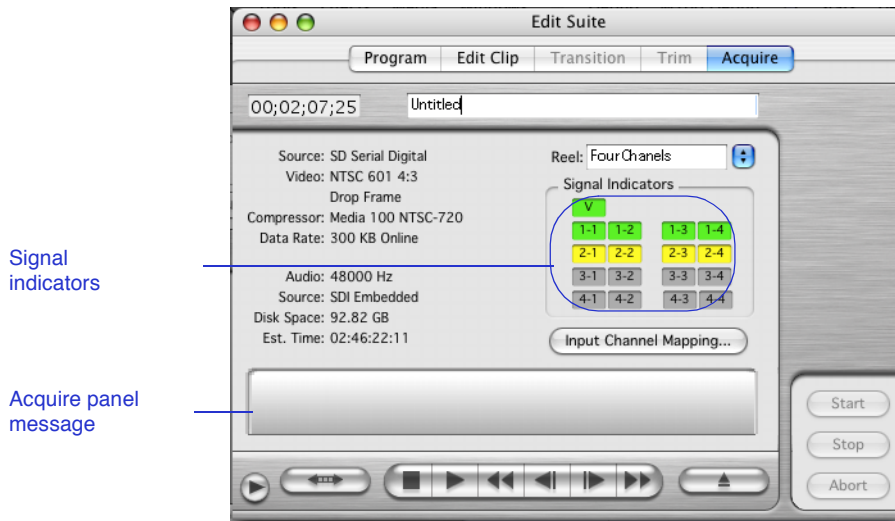 Edit Suite
Program Edit Clip Transition Trim Acquire
00;02;07;25 Untitled
Source: SD Serial Digital
Video: NTSC 601 4:3
Drop Frame
Compressor: Media 100 NTSC-720
Data Rate: 300 KB Online
Audio: 48000 Hz
Source: SDI Embedded
Disk Space: 92.82 GB
Est. Time: 02:46:22:11
Reel: FourChanels
Signal Indicators
V
1-1 1-2 1-3 1-4
2-1 2-2 2-3 2-4
3-1 3-2 3-3 3-4
4-1 4-2 4-3 4-4
Input Channel Mapping...
Signal
indicators
Acquire panel
message
Start
Stop
Abort